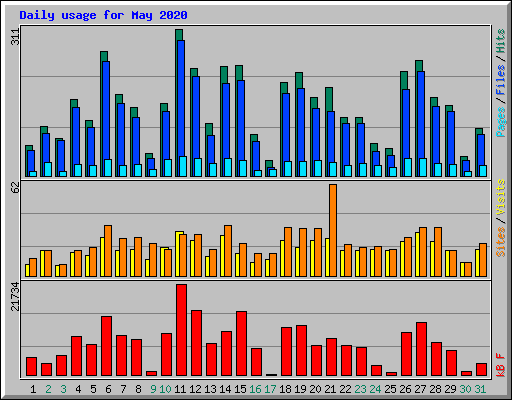 Daily usage for May 2020
311
Pages / Files / Hits
62
Sites / Visits
21734
kB F
1 2 3 4 5 6 7 8 9 10 11 12 13 14 15 16 17 18 19 20 21 22 23 24 25 26 27 28 29 30 31